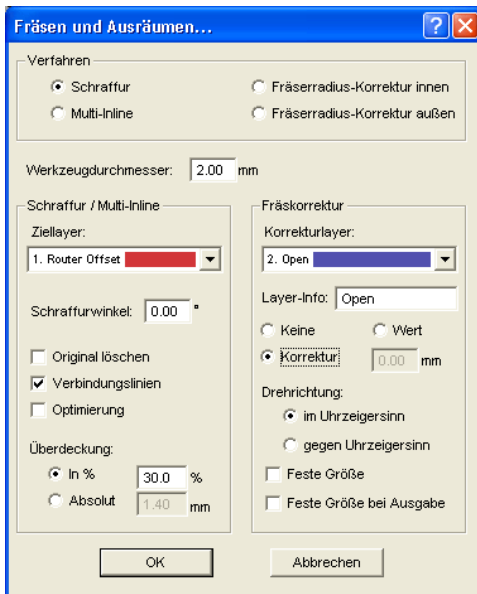 Fräsen und Ausräumen...
Verfahren
Schraffur
Fräserradius-Korrektur innen
Multi-Inline
Fräserradius-Korrektur außen
Werkzeugdurchmesser: 2.00 mm
Schraffur / Multi-Inline
Ziellayer:
1. Router Offset
Schraffurwinkel: 0.00 °
Original löschen
Verbindungslinien
Optimierung
Überdeckung:
In % 30.0 %
Absolut 1.40 mm
Fräskorrektur
Korrekturlayer:
2. Open
Layer-Info: Open
Keine
Wert
Korrektur 0.00 mm
Drehrichtung:
im Uhrzeigersinn
gegen Uhrzeigersinn
Feste Größe
Feste Größe bei Ausgabe
OK
Abbrechen